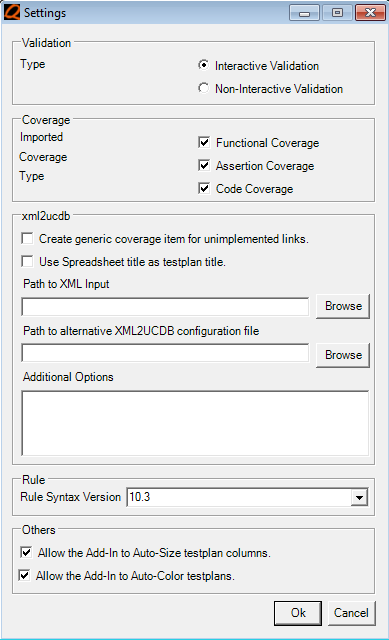 Settings
Validation
Type
Interactive Validation
Non-Interactive Validation
Coverage
Imported
Coverage
Type
Functional Coverage
Assertion Coverage
Code Coverage
xml2ucdb
Create generic coverage item for unimplemented links.
Use Spreadsheet title as testplan title.
Path to XML Input
Browse
Path to alternative XML2UCDB configuration file
Browse
Additional Options
Rule
Rule Syntax Version 10.3
Others
Allow the Add-In to Auto-Size testplan columns.
Allow the Add-In to Auto-Color testplans.
Ok Cancel